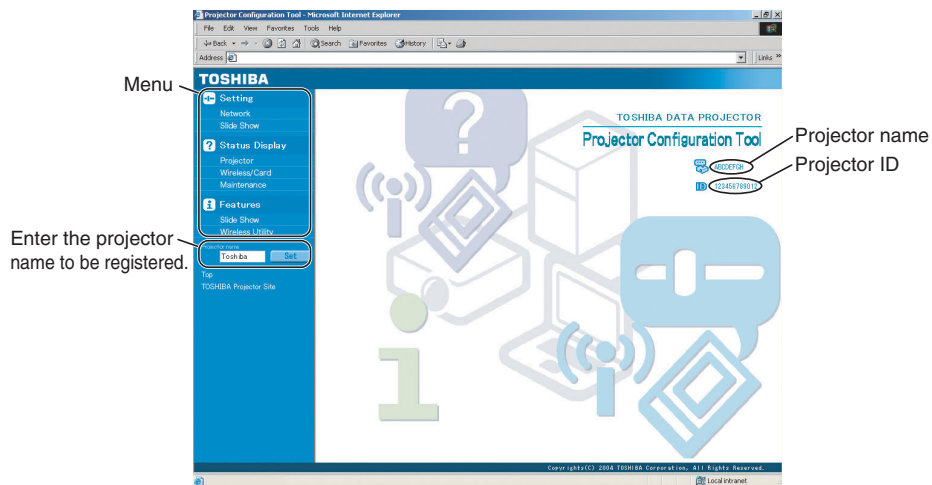 Projector Configuration Tool - Microsoft Internet Explorer
File Edit View Favorites Tools Help
Back Search Favorites History
Address Links »
TOSHIBA
Menu
Setting
Network
Slide Show
Status Display
Projector
Wireless/Card
Maintenance
Features
Slide Show
Wireless Utility
Enter the projector
name to be registered.
Projector name
Toshiba Set
Top
TOSHIBA Projector Site
TOSHIBA DATA PROJECTOR
Projector Configuration Tool
ABCDEFGH
Projector name
ID 123456789012
Projector ID
Copyrights(C) 2004 TOSHIBA Corporation, All Rights Reserved.
Local intranet